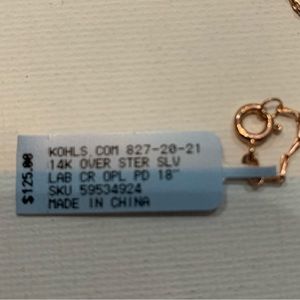 KOHLS.COM 827-20-21
14K OVER STER SLV
LAB CR OPL PD 18"
SKU 59534924
MADE IN CHINA
$125.00